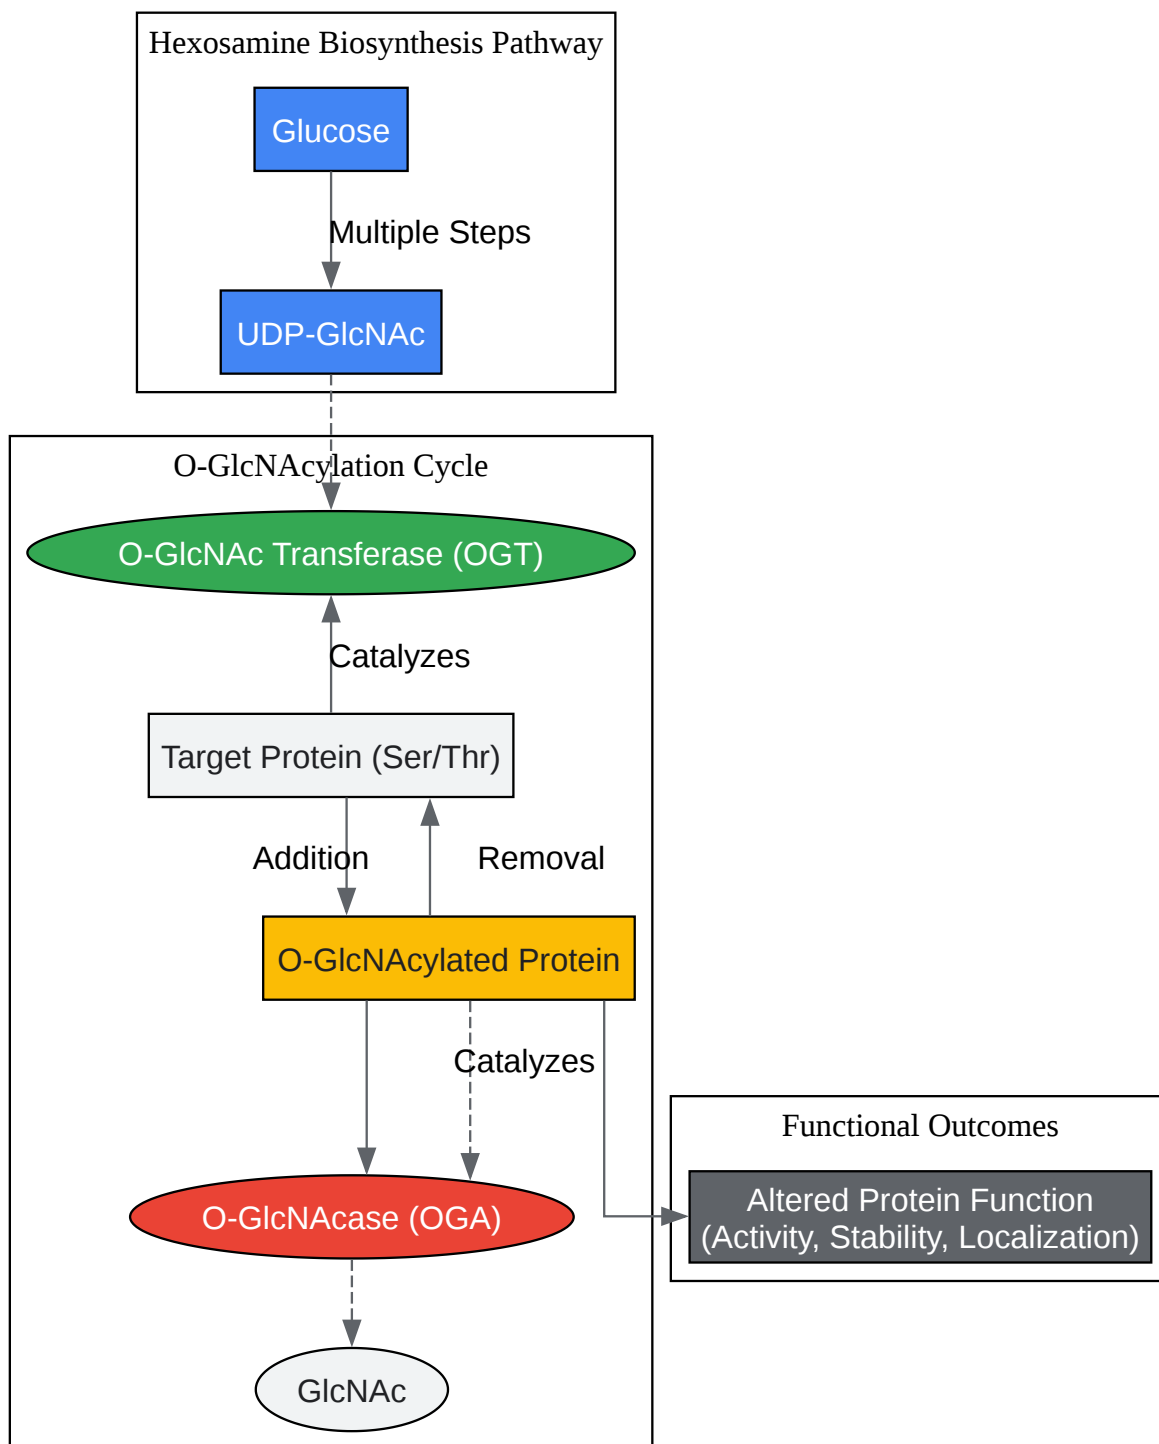 Hexosamine Biosynthesis Pathway
Glucose
Multiple Steps
UDP-GlcNAc
O-GlcNAcylation Cycle
O-GlcNAc Transferase (OGT)
Catalyzes
Target Protein (Ser/Thr)
Addition
Removal
O-GlcNAcylated Protein
Catalyzes
Functional Outcomes
Altered Protein Function
(Activity, Stability, Localization)
O-GlcNAcase (OGA)
GlcNAc